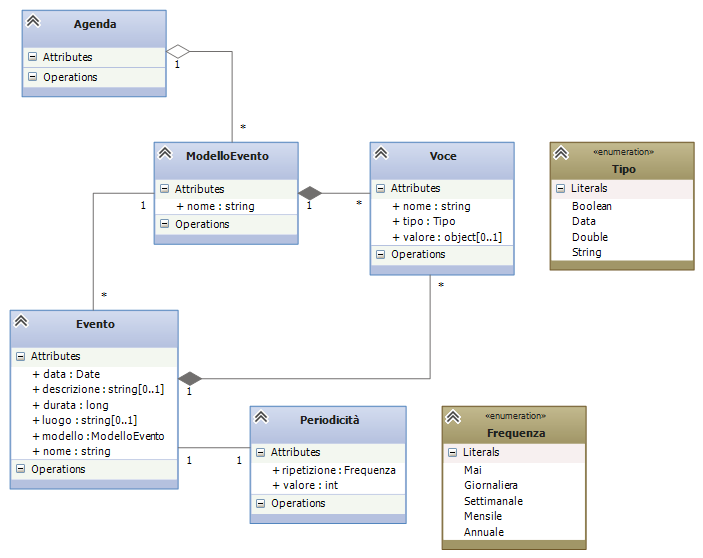 Agenda
Attributes
Operations
1
*
ModelloEvento
Attributes
+ nome : string
Operations
1
*
Voce
Attributes
+ nome : string
+ tipo : Tipo
+ valore : object[0..1]
Operations
«enumeration»
Tipo
Literals
Boolean
Data
Double
String
1
*
*
Evento
Attributes
+ data : Date
+ descrizione : string[0..1]
+ durata : long
+ luogo : string[0..1]
+ modello : ModelloEvento
+ nome : string
Operations
1
1
1
Periodicità
Attributes
+ ripetizione : Frequenza
+ valore : int
Operations
«enumeration»
Frequenza
Literals
Mai
Giornaliera
Settimanale
Mensile
Annuale